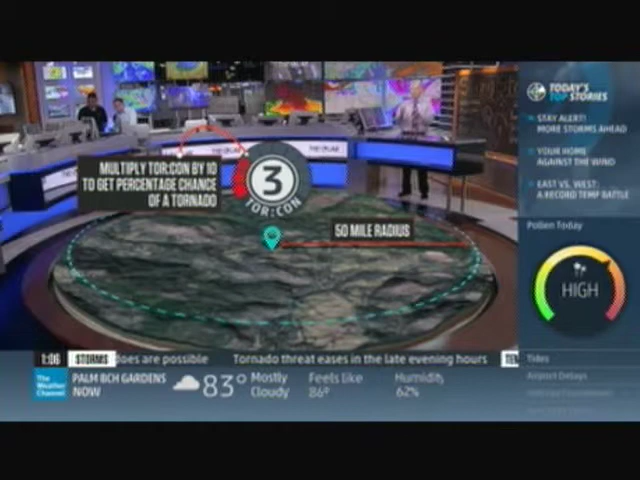 TODAY'S
TOP STORIES
STAY ALERT!
MORE STORMS AHEAD
YOUR HOME
AGAINST THE WIND
EAST VS. WEST:
A RECORD TEMP BATTLE
MULTIPLY TOR:CON BY 10
TO GET PERCENTAGE CHANCE
OF A TORNADO
3
TOR:CON
50 MILE RADIUS
Pollen Today
HIGH
1:06 STORMS does are possible Tornado threat eases in the late evening hours TEN
Tides
Airport Delays
The Weather Channel
PALM BCH GARDENS
NOW
83°
Mostly
Cloudy
Feels like
86°
Humidity
62%